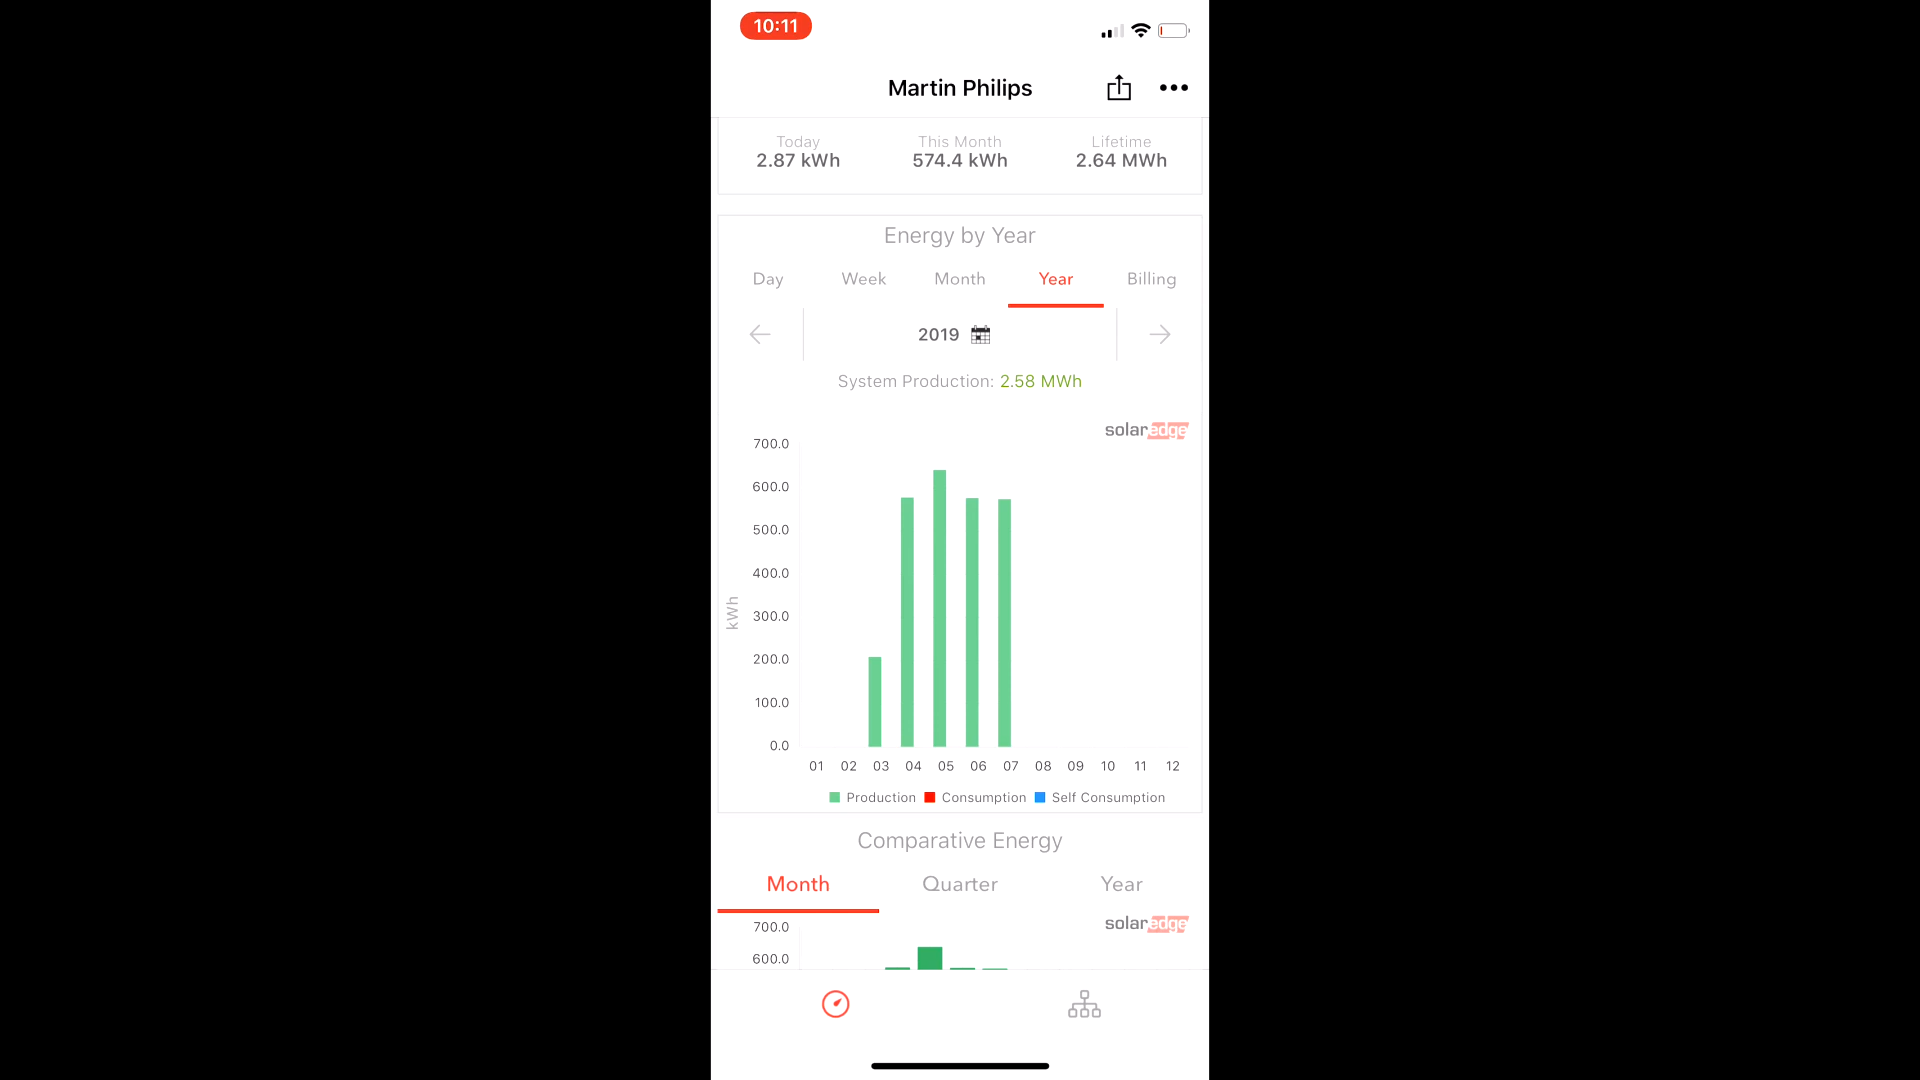 10:11
Martin Philips
Today This Month Lifetime
2.87 kWh 574.4 kWh 2.64 MWh
Energy by Year
Day Week Month Year Billing
2019
System Production: 2.58 MWh
solaredge
700.0
600.0
500.0
400.0
300.0
200.0
100.0
0.0
kWh
01 02 03 04 05 06 07 08 09 10 11 12
Production Consumption Self Consumption
Comparative Energy
Month Quarter Year
solaredge
700.0
600.0